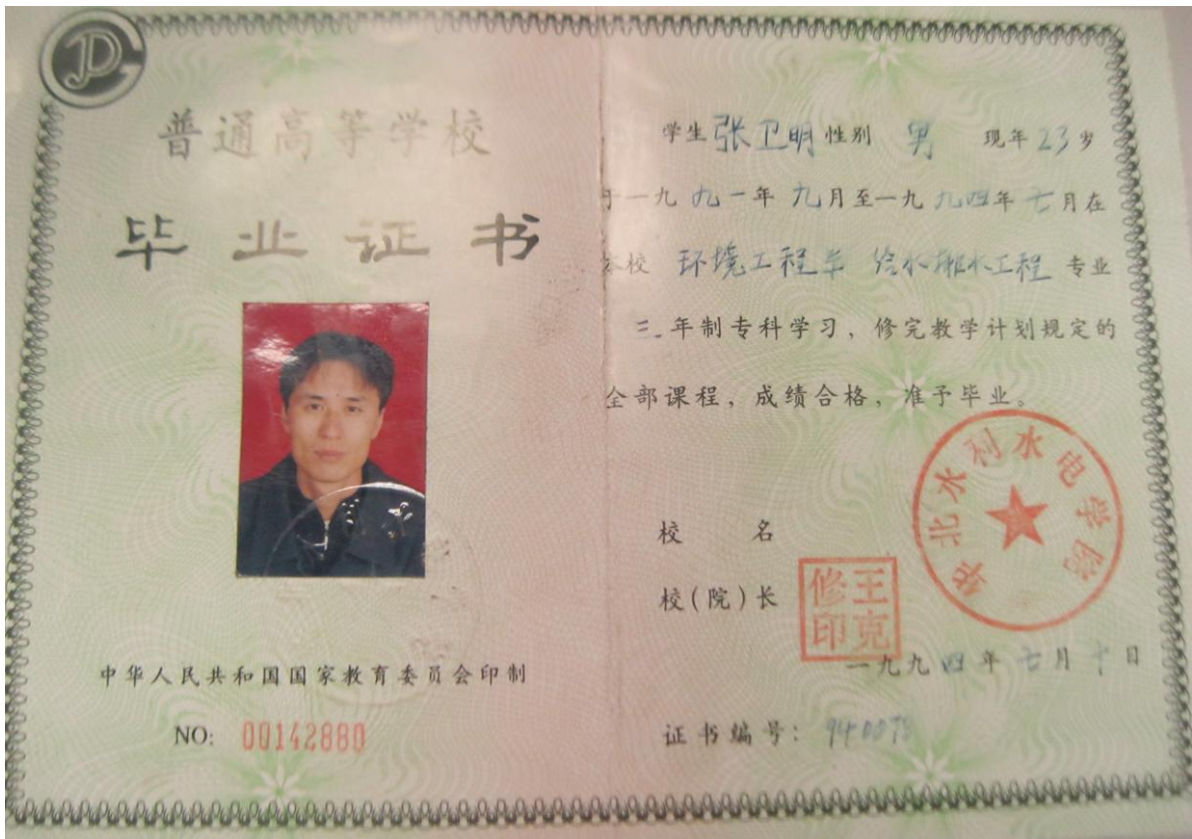 普通高等学校
毕业证书
中华人民共和国国家教育委员会印制
NO: 00142880
学生 张卫明 性别 男 现年 23 岁
于一九九一年九月至一九九四年七月在
本校 环境工程系 给水排水工程 专业
三年制专科学习，修完教学计划规定的
全部课程，成绩合格，准予毕业。
华北水利水电学院
校 名
校(院)长
王克修印
一九九四年七月十日
证书编号：